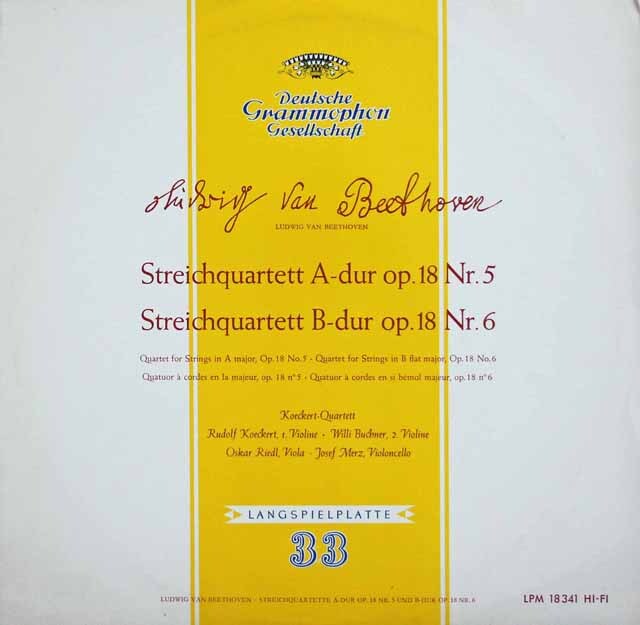 Deutsche
Grammophon
Gesellschaft
Ludwig van Beethoven
LUDWIG VAN BEETHOVEN
Streichquartett A-dur op. 18 Nr. 5
Streichquartett B-dur op. 18 Nr. 6
Quartet for Strings in A major, Op. 18 No. 5 · Quartet for Strings in B flat major, Op. 18 No. 6
Quatuor à cordes en la majeur, op. 18 n° 5 · Quatuor à cordes en si bémol majeur, op. 18 n° 6
Koeckert-Quartett
Rudolf Koeckert, 1. Violine · Willi Buchner, 2. Violine
Oskar Riedl, Viola · Josef Merz, Violoncello
LANGSPIELPLATTE
33
LUDWIG VAN BEETHOVEN · STREICHQUARTETTE A-DUR OP. 18 NR. 5 UND B-DUR OP. 18 NR. 6
LPM 18341 HI-FI